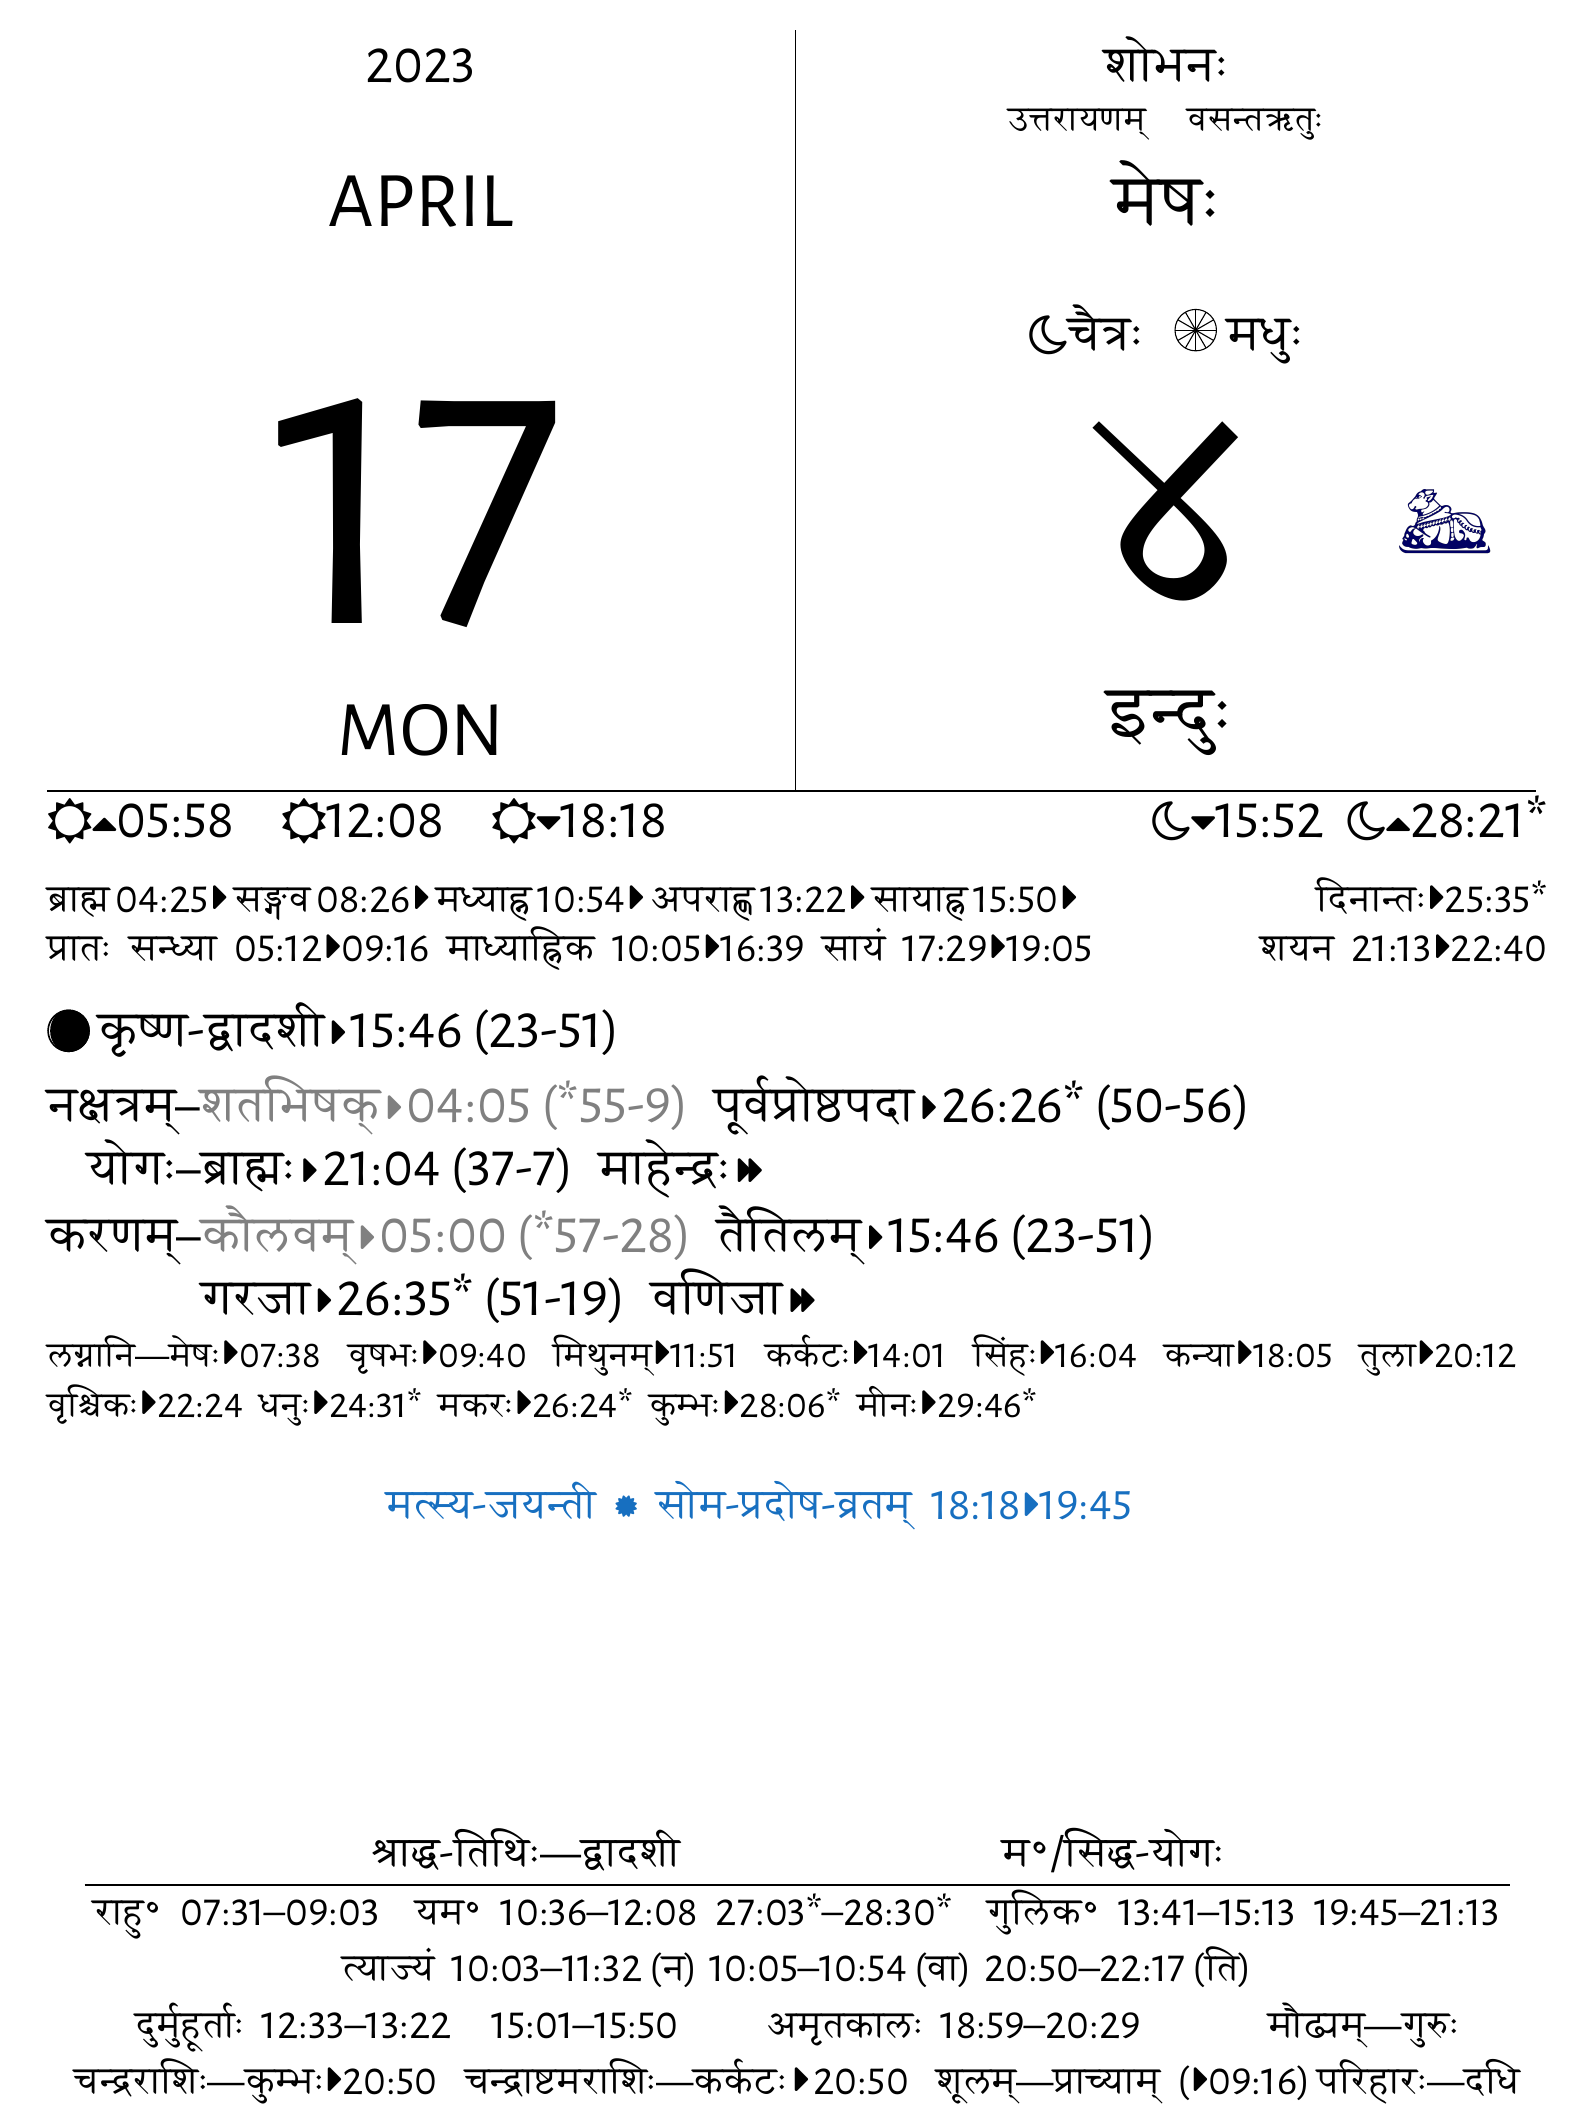 2023
APRIL
17
MON
शोभनः
उत्तरायणम् वसन्तऋतुः
मेषः
चैत्रः मधुः
४
इन्दुः
05:58 12:08 18:18 15:52 28:21*
ब्राह्म 04:25 सङ्गव 08:26 मध्याह्न 10:54 अपराह्ण 13:22 सायाह्न 15:50 दिनान्तः 25:35*
प्रातः सन्ध्या 05:12 09:16 माध्याह्निक 10:05 16:39 सायं 17:29 19:05 शयन 21:13 22:40
कृष्ण-द्वादशी 15:46 (23-51)
नक्षत्रम्–शतभिषक् 04:05 (*55-9) पूर्वप्रोष्ठपदा 26:26* (50-56)
योगः–ब्राह्मः 21:04 (37-7) माहेन्द्रः
करणम्–कौलवम् 05:00 (*57-28) तैतिलम् 15:46 (23-51)
गरजा 26:35* (51-19) वणिजा
लग्नानि—मेषः 07:38 वृषभः 09:40 मिथुनम् 11:51 कर्कटः 14:01 सिंहः 16:04 कन्या 18:05 तुला 20:12
वृश्चिकः 22:24 धनुः 24:31* मकरः 26:24* कुम्भः 28:06* मीनः 29:46*
मत्स्य-जयन्ती ✹ सोम-प्रदोष-व्रतम् 18:18 19:45
श्राद्ध-तिथिः—द्वादशी म॰/सिद्ध-योगः
राहु॰ 07:31–09:03 यम॰ 10:36–12:08 27:03*–28:30* गुलिक॰ 13:41–15:13 19:45–21:13
त्याज्यं 10:03–11:32 (न) 10:05–10:54 (वा) 20:50–22:17 (ति)
दुर्मुहूर्ताः 12:33–13:22 15:01–15:50 अमृतकालः 18:59–20:29 मौढ्यम्—गुरुः
चन्द्रराशिः—कुम्भः 20:50 चन्द्राष्टमराशिः—कर्कटः 20:50 शूलम्—प्राच्याम् ( 09:16) परिहारः—दधि